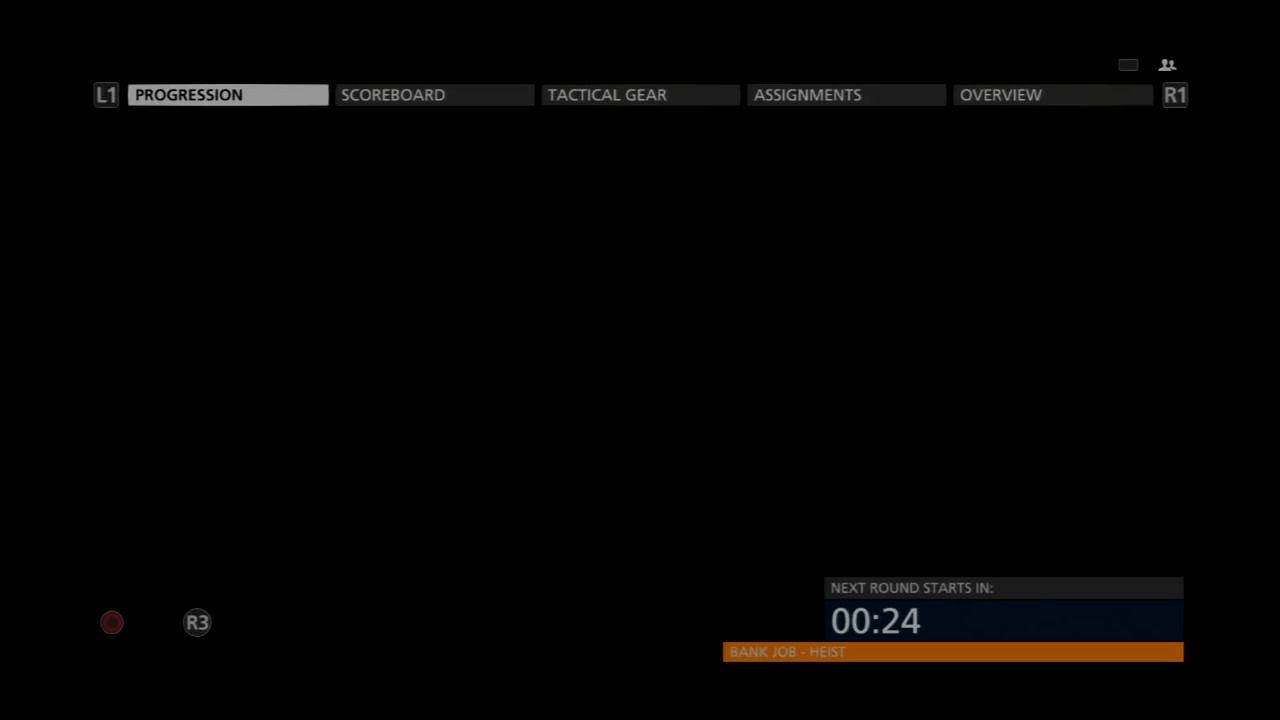 L1 PROGRESSION SCOREBOARD TACTICAL GEAR ASSIGNMENTS OVERVIEW R1
NEXT ROUND STARTS IN:
00:24
R3
BANK JOB - HEIST